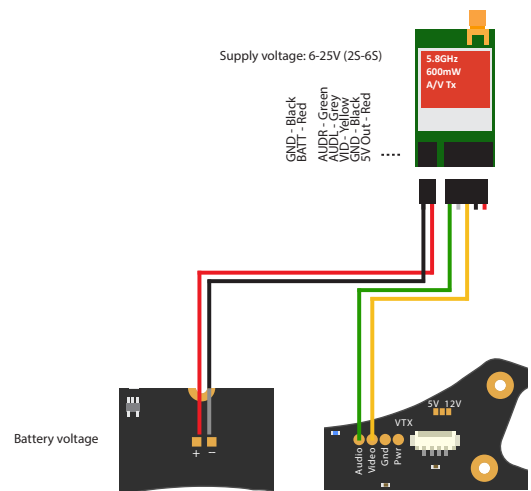 Supply voltage: 6-25V (2S-6S)
5.8GHz
600mW
A/V Tx
GND - Black
BATT - Red
AUDR - Green
AUDL - Grey
VID - Yellow
GND - Black
5V Out - Red
....
5V 12V
VTX
Audio
Video
Gnd
Pwr
Battery voltage
+ −